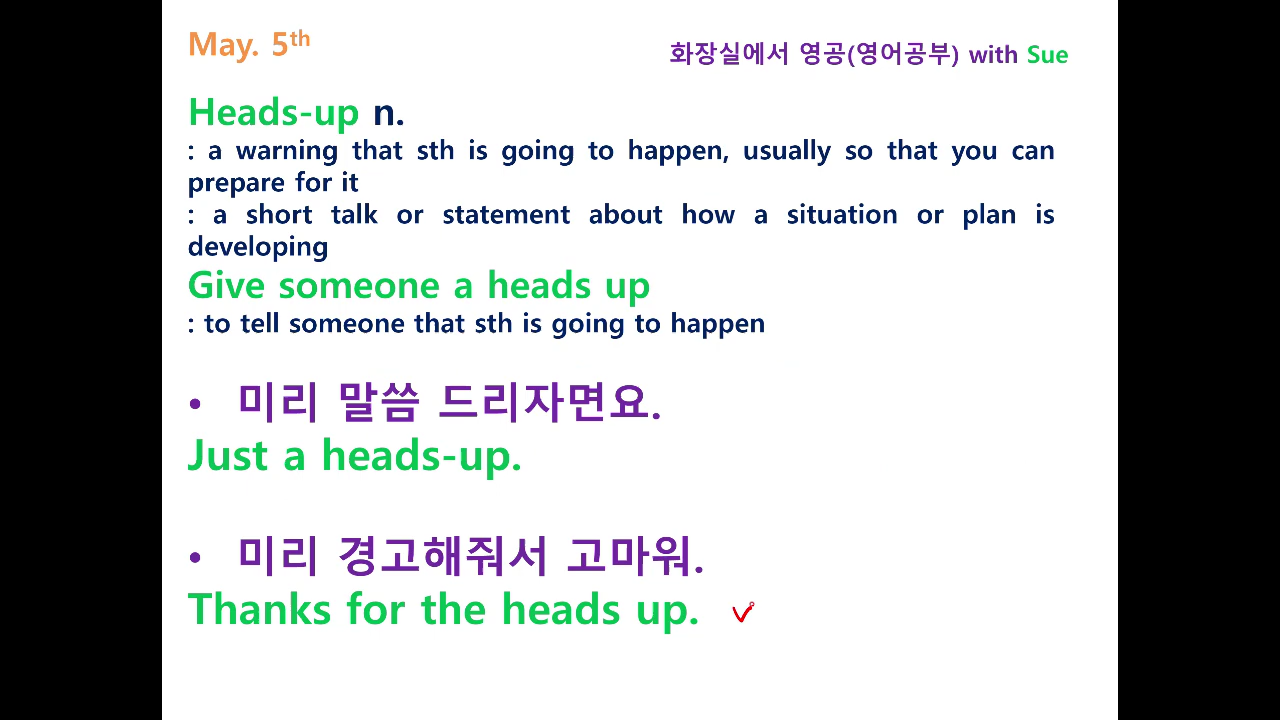 May. 5th
화장실에서 영공(영어공부) with Sue
Heads-up n.
: a warning that sth is going to happen, usually so that you can
prepare for it
: a short talk or statement about how a situation or plan is
developing
Give someone a heads up
: to tell someone that sth is going to happen
• 미리 말씀 드리자면요.
Just a heads-up.
• 미리 경고해줘서 고마워.
Thanks for the heads up.